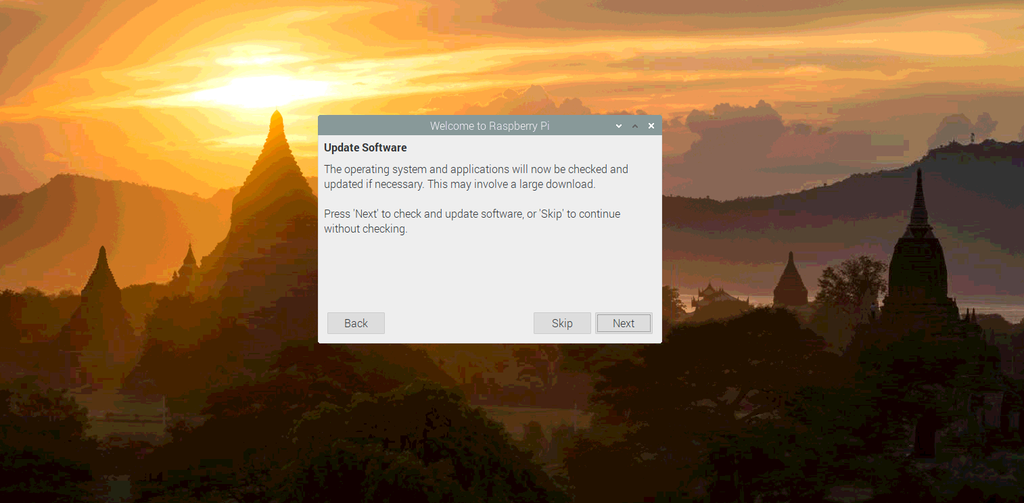 Welcome to Raspberry Pi
Update Software
The operating system and applications will now be checked and
updated if necessary. This may involve a large download.
Press 'Next' to check and update software, or 'Skip' to continue
without checking.
Back
Skip
Next